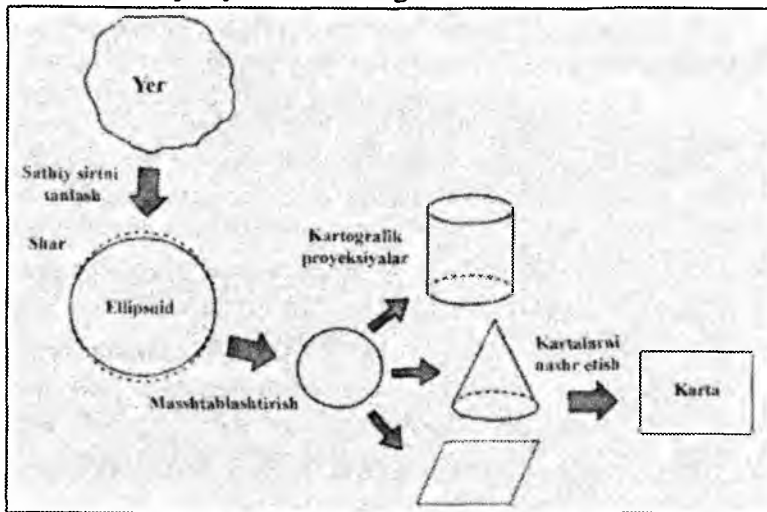 Yer
Sathiy sirtni
tanlash
Shar
Ellipsoid
Masshtablashtirish
Kartografik
proyeksiyalar
Kartalarni
nashr etish
Karta